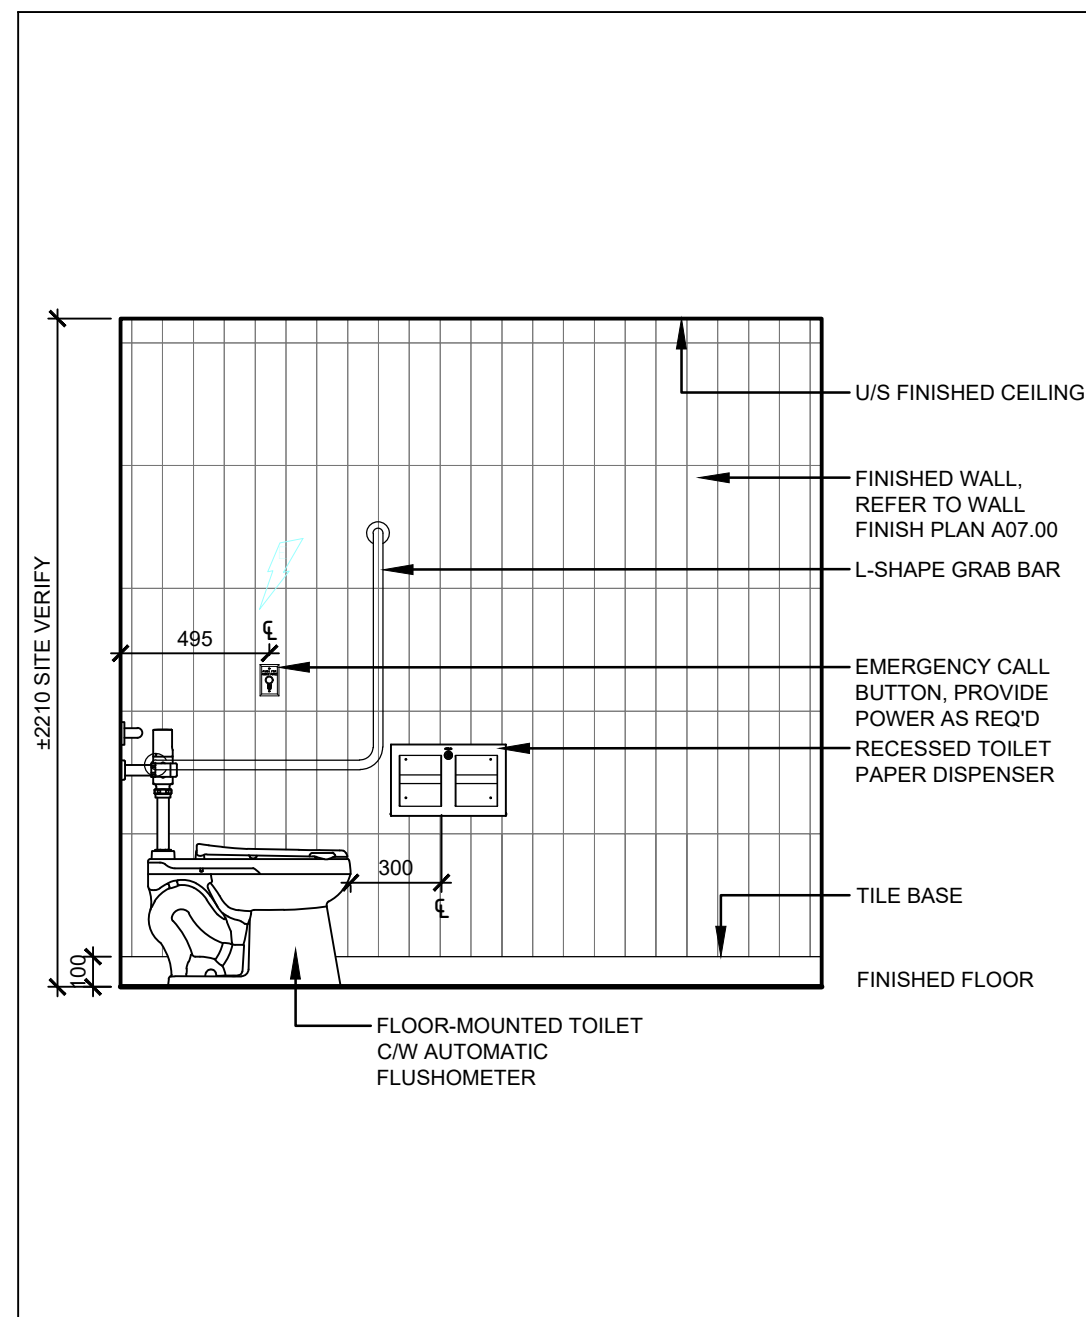 U/S FINISHED CEILING
FINISHED WALL,
REFER TO WALL
FINISH PLAN A07.00
L-SHAPE GRAB BAR
±2210 SITE VERIFY
495
℄
EMERGENCY CALL
BUTTON, PROVIDE
POWER AS REQ'D
RECESSED TOILET
PAPER DISPENSER
300
℄
TILE BASE
100
FINISHED FLOOR
FLOOR-MOUNTED TOILET
C/W AUTOMATIC
FLUSHOMETER